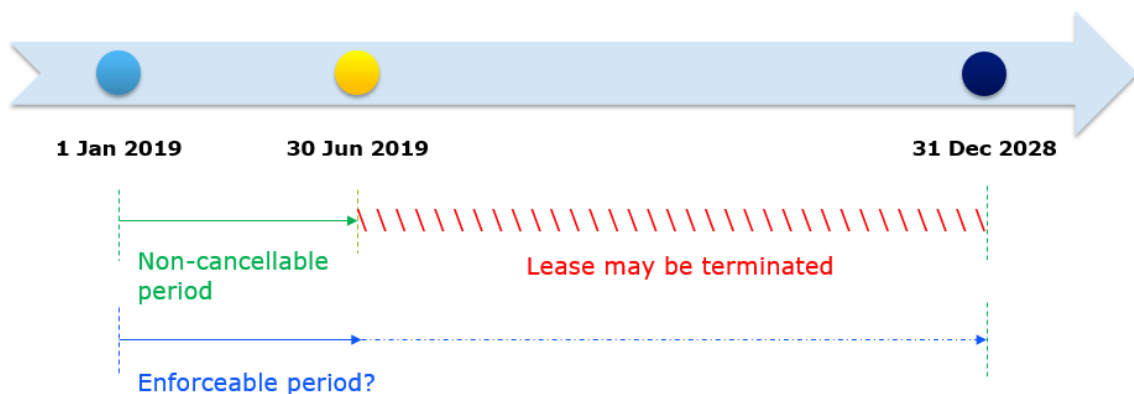 1 Jan 2019
30 Jun 2019
31 Dec 2028
Non-cancellable
period
Lease may be terminated
Enforceable period?